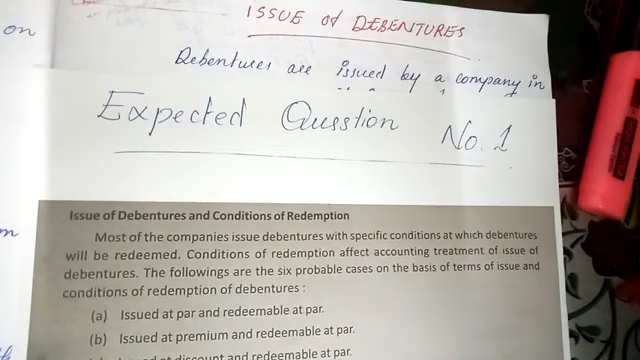 on
ISSUE of DEBENTURES
Debentures are issued by a company in
Expected Quesstion No. 1
Issue of Debentures and Conditions of Redemption
Most of the companies issue debentures with specific conditions at which debentures
will be redeemed. Conditions of redemption affect accounting treatment of issue of
debentures. The followings are the six probable cases on the basis of terms of issue and
conditions of redemption of debentures :
(a) Issued at par and redeemable at par.
(b) Issued at premium and redeemable at par.
at discount and redeemable at par.